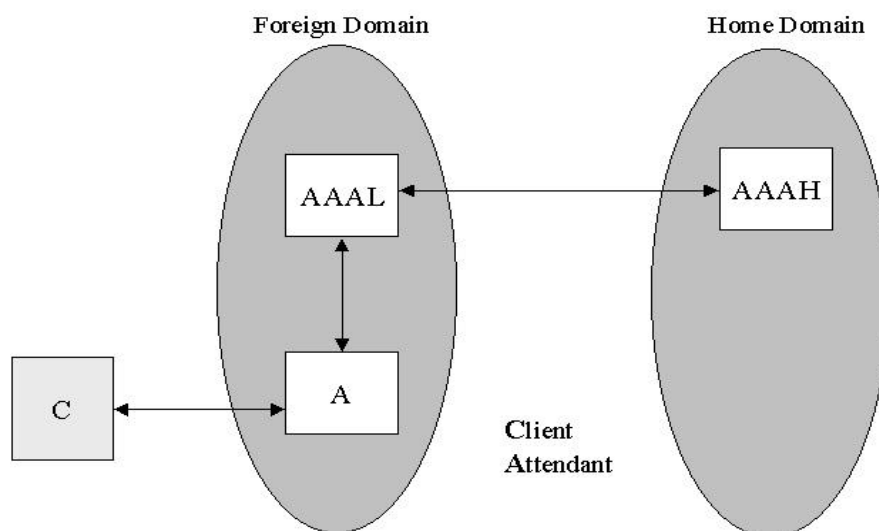 Foreign Domain
Home Domain
AAAL
AAAH
A
C
Client
Attendant